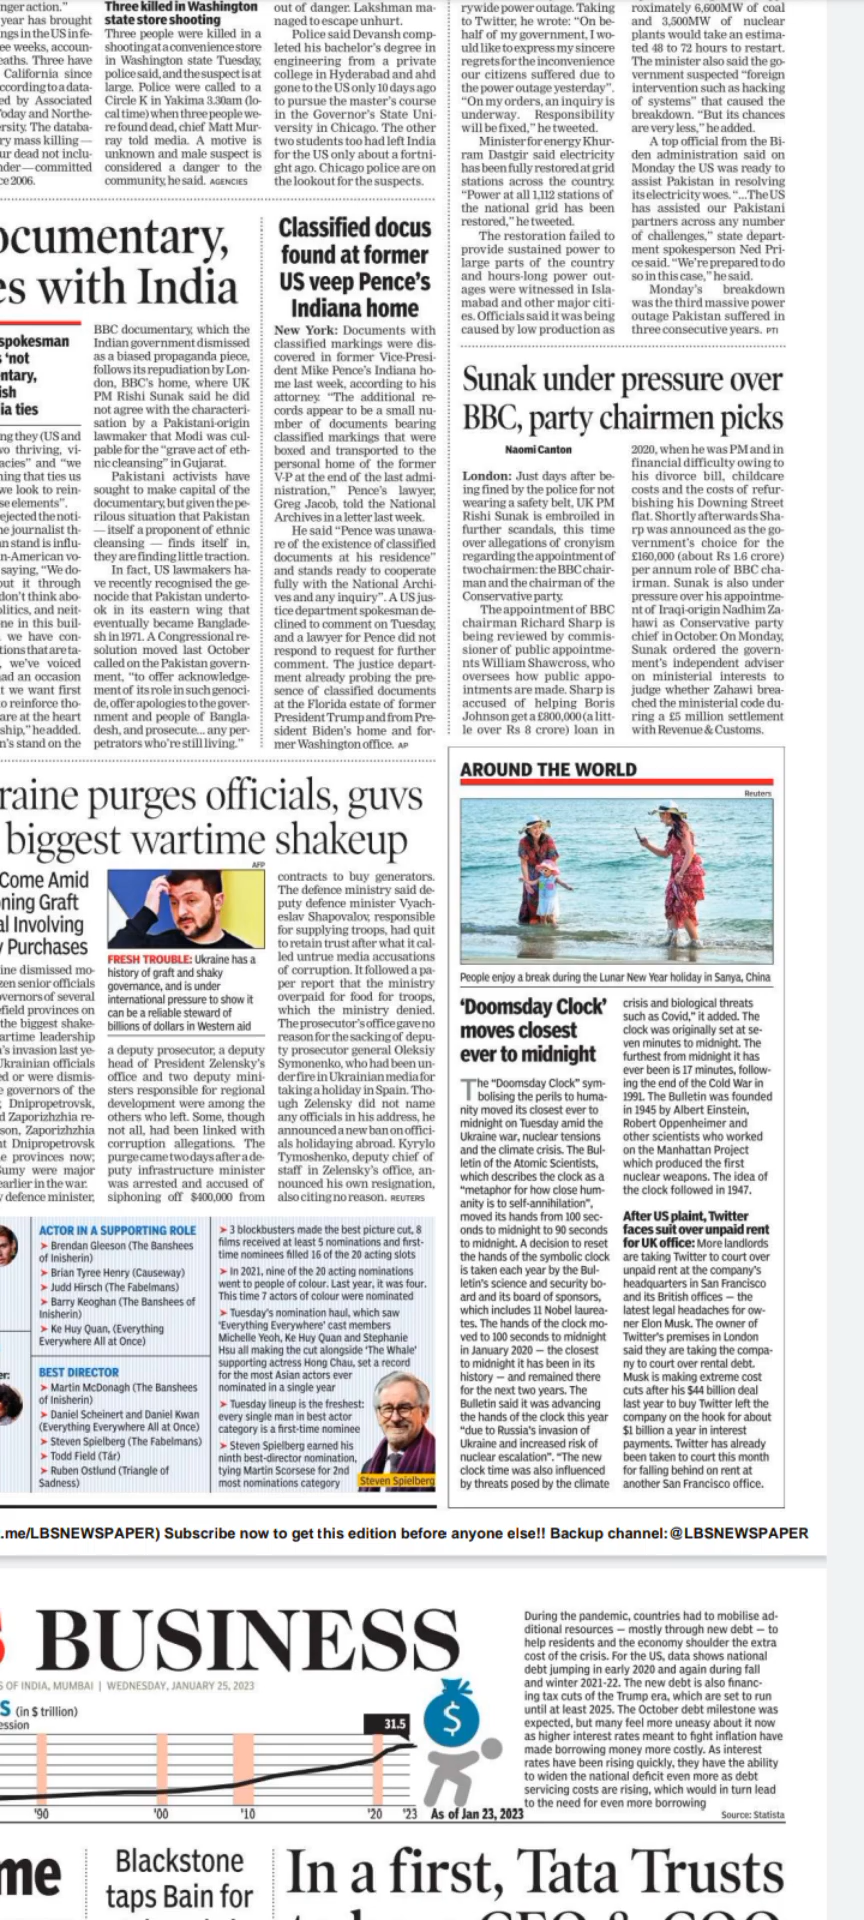 nger action."
year has brought
ngs in the US in fe-
ee weeks, accoun-
eaths. Three have
California since
ccording to a data-
ed by Associated
oday and Northe-
rsity. The databa-
ry mass killing —
ur dead not inclu-
nder — committed
ce 2006.
Three killed in Washington
state store shooting
Three people were killed in a
shooting at a convenience store
in Washington state Tuesday,
police said, and the suspect is at
large. Police were called to a
Circle K in Yakima 3.30am (lo-
cal time) when three people we-
re found dead, chief Matt Mur-
ray told media. A motive is
unknown and male suspect is
considered a danger to the
community, he said. AGENCIES
out of danger. Lakshman ma-
naged to escape unhurt.
Police said Devansh comp-
leted his bachelor's degree in
engineering from a private
college in Hyderabad and ahd
gone to the US only 10 days ago
to pursue the master's course
in the Governor's State Uni-
versity in Chicago. The other
two students too had left India
for the US only about a fortni-
ght ago. Chicago police are on
the lookout for the suspects.
rywide power outage. Taking
to Twitter, he wrote: "On be-
half of my government, I wo-
uld like to express my sincere
regrets for the inconvenience
our citizens suffered due to
the power outage yesterday".
"On my orders, an inquiry is
underway. Responsibility
will be fixed," he tweeted.
Minister for energy Khur-
ram Dastgir said electricity
has been fully restored at grid
stations across the country.
"Power at all 1,112 stations of
the national grid has been
restored," he tweeted.
The restoration failed to
provide sustained power to
large parts of the country
and hours-long power out-
ages were witnessed in Isla-
mabad and other major citi-
es. Officials said it was being
caused by low production as
roximately 6,600MW of coal
and 3,500MW of nuclear
plants would take an estima-
ted 48 to 72 hours to restart.
The minister also said the go-
vernment suspected "foreign
intervention such as hacking
of systems" that caused the
breakdown. "But its chances
are very less," he added.
A top official from the Bi-
den administration said on
Monday the US was ready to
assist Pakistan in resolving
its electricity woes. "...The US
has assisted our Pakistani
partners across any number
of challenges," state depart-
ment spokesperson Ned Pri-
ce said. "We're prepared to do
so in this case," he said.
Monday's breakdown
was the third massive power
outage Pakistan suffered in
three consecutive years. PTI
ocumentary,
es with India
spokesman
s 'not
ntary,
ish
ia ties
ng they (US and
wo thriving, vi-
acies" and "we
ning that ties us
we look to rein-
se elements".
rejected the noti-
he journalist th-
an stand is influ-
n-American vo-
saying, "We do-
out it through
don't think abo-
olitics, and neit-
ne in this buil-
we have con-
tions that are ta-
, we've voiced
ad an occasion
t we want first
o reinforce tho-
are at the heart
ship," he added.
n's stand on the
BBC documentary, which the
Indian government dismissed
as a biased propaganda piece,
follows its repudiation by Lon-
don, BBC's home, where UK
PM Rishi Sunak said he did
not agree with the characteri-
sation by a Pakistani-origin
lawmaker that Modi was cul-
pable for the "grave act of eth-
nic cleansing" in Gujarat.
Pakistani activists have
sought to make capital of the
documentary, but given the pe-
rilous situation that Pakistan
— itself a proponent of ethnic
cleansing — finds itself in,
they are finding little traction.
In fact, US lawmakers ha-
ve recently recognised the ge-
nocide that Pakistan underto-
ok in its eastern wing that
eventually became Banglade-
sh in 1971. A Congressional re-
solution moved last October
called on the Pakistan govern-
ment, "to offer acknowledge-
ment of its role in such genoci-
de, offer apologies to the gover-
nment and people of Bangla-
desh, and prosecute... any per-
petrators who're still living."
Classified docus
found at former
US veep Pence's
Indiana home
New York: Documents with
classified markings were dis-
covered in former Vice-Presi-
dent Mike Pence's Indiana ho-
me last week, according to his
attorney. "The additional re-
cords appear to be a small nu-
mber of documents bearing
classified markings that were
boxed and transported to the
personal home of the former
V-P at the end of the last admi-
nistration," Pence's lawyer,
Greg Jacob, told the National
Archives in a letter last week.
He said "Pence was unawa-
re of the existence of classified
documents at his residence"
and stands ready to cooperate
fully with the National Archi-
ves and any inquiry". A US jus-
tice department spokesman de-
clined to comment on Tuesday,
and a lawyer for Pence did not
respond to request for further
comment. The justice depart-
ment already probing the pre-
sence of classified documents
at the Florida estate of former
President Trump and from Pre-
sident Biden's home and for-
mer Washington office. AP
Sunak under pressure over
BBC, party chairmen picks
Naomi Canton
London: Just days after be-
ing fined by the police for not
wearing a safety belt, UK PM
Rishi Sunak is embroiled in
further scandals, this time
over allegations of cronyism
regarding the appointment of
two chairmen: the BBC chair-
man and the chairman of the
Conservative party.
The appointment of BBC
chairman Richard Sharp is
being reviewed by commis-
sioner of public appointme-
nts William Shawcross, who
oversees how public appo-
intments are made. Sharp is
accused of helping Boris
Johnson get a £800,000 (a litt-
le over Rs 8 crore) loan in
2020, when he was PM and in
financial difficulty owing to
his divorce bill, childcare
costs and the costs of refur-
bishing his Downing Street
flat. Shortly afterwards Sha-
rp was announced as the go-
vernment's choice for the
£160,000 (about Rs 1.6 crore)
per annum role of BBC cha-
irman. Sunak is also under
pressure over his appointme-
nt of Iraqi-origin Nadhim Za-
hawi as Conservative party
chief in October. On Monday,
Sunak ordered the govern-
ment's independent adviser
on ministerial interests to
judge whether Zahawi brea-
ched the ministerial code du-
ring a £5 million settlement
with Revenue & Customs.
raine purges officials, guvs
biggest wartime shakeup
Come Amid
ning Graft
al Involving
y Purchases
ine dismissed mo-
zen senior officials
vernors of several
efield provinces on
the biggest shake-
artime leadership
's invasion last ye-
Ukrainian officials
ed or were dismis-
e governors of the
, Dnipropetrovsk,
d Zaporizhzhia re-
son, Zaporizhzhia
nt Dnipropetrovsk
e provinces now;
Sumy were major
earlier in the war.
y defence minister,
AFP
FRESH TROUBLE: Ukraine has a
history of graft and shaky
governance, and is under
international pressure to show it
can be a reliable steward of
billions of dollars in Western aid
a deputy prosecutor, a deputy
head of President Zelensky's
office and two deputy mini-
sters responsible for regional
development were among the
others who left. Some, though
not all, had been linked with
corruption allegations. The
purge came two days after a de-
puty infrastructure minister
was arrested and accused of
siphoning off $400,000 from
contracts to buy generators.
The defence ministry said de-
puty defence minister Vyach-
eslav Shapovalov, responsible
for supplying troops, had quit
to retain trust after what it cal-
led untrue media accusations
of corruption. It followed a pa-
per report that the ministry
overpaid for food for troops,
which the ministry denied.
The prosecutor's office gave no
reason for the sacking of depu-
ty prosecutor general Oleksiy
Symonenko, who had been un-
der fire in Ukrainian media for
taking a holiday in Spain. Tho-
ugh Zelensky did not name
any officials in his address, he
announced a new ban on offici-
als holidaying abroad. Kyrylo
Tymoshenko, deputy chief of
staff in Zelensky's office, an-
nounced his own resignation,
also citing no reason. REUTERS
AROUND THE WORLD
Reuters
People enjoy a break during the Lunar New Year holiday in Sanya, China
'Doomsday Clock'
moves closest
ever to midnight
The "Doomsday Clock" sym-
bolising the perils to huma-
nity moved its closest ever to
midnight on Tuesday amid the
Ukraine war, nuclear tensions
and the climate crisis. The Bul-
letin of the Atomic Scientists,
which describes the clock as a
"metaphor for how close hum-
anity is to self-annihilation",
moved its hands from 100 sec-
onds to midnight to 90 seconds
to midnight. A decision to reset
the hands of the symbolic clock
is taken each year by the Bul-
letin's science and security bo-
ard and its board of sponsors,
which includes 11 Nobel laurea-
tes. The hands of the clock mo-
ved to 100 seconds to midnight
in January 2020 — the closest
to midnight it has been in its
history — and remained there
for the next two years. The
Bulletin said it was advancing
the hands of the clock this year
"due to Russia's invasion of
Ukraine and increased risk of
nuclear escalation". "The new
clock time was also influenced
by threats posed by the climate
crisis and biological threats
such as Covid," it added. The
clock was originally set at se-
ven minutes to midnight. The
furthest from midnight it has
ever been is 17 minutes, follow-
ing the end of the Cold War in
1991. The Bulletin was founded
in 1945 by Albert Einstein,
Robert Oppenheimer and
other scientists who worked
on the Manhattan Project
which produced the first
nuclear weapons. The idea of
the clock followed in 1947.
After US plaint, Twitter
faces suit over unpaid rent
for UK office: More landlords
are taking Twitter to court over
unpaid rent at the company's
headquarters in San Francisco
and its British offices — the
latest legal headaches for ow-
ner Elon Musk. The owner of
Twitter's premises in London
said they are taking the compa-
ny to court over rental debt.
Musk is making extreme cost
cuts after his $44 billion deal
last year to buy Twitter left the
company on the hook for about
$1 billion a year in interest
payments. Twitter has already
been taken to court this month
for falling behind on rent at
another San Francisco office.
er:
ACTOR IN A SUPPORTING ROLE
➤ Brendan Gleeson (The Banshees
of Inisherin)
➤ Brian Tyree Henry (Causeway)
➤ Judd Hirsch (The Fabelmans)
➤ Barry Keoghan (The Banshees of
Inisherin)
➤ Ke Huy Quan, (Everything
Everywhere All at Once)
BEST DIRECTOR
➤ Martin McDonagh (The Banshees
of Inisherin)
➤ Daniel Scheinert and Daniel Kwan
(Everything Everywhere All at Once)
➤ Steven Spielberg (The Fabelmans)
➤ Todd Field (Tár)
➤ Ruben Ostlund (Triangle of
Sadness)
➤ 3 blockbusters made the best picture cut, 8
films received at least 5 nominations and first-
time nominees filled 16 of the 20 acting slots
➤ In 2021, nine of the 20 acting nominations
went to people of colour. Last year, it was four.
This time 7 actors of colour were nominated
➤ Tuesday's nomination haul, which saw
'Everything Everywhere' cast members
Michelle Yeoh, Ke Huy Quan and Stephanie
Hsu all making the cut alongside 'The Whale'
supporting actress Hong Chau, set a record
for the most Asian actors ever
nominated in a single year
➤ Tuesday lineup is the freshest:
every single man in best actor
category is a first-time nominee
➤ Steven Spielberg earned his
ninth best-director nomination,
tying Martin Scorsese for 2nd
most nominations category
Steven Spielberg
.me/LBSNEWSPAPER) Subscribe now to get this edition before anyone else!! Backup channel:@LBSNEWSPAPER
S BUSINESS
S OF INDIA, MUMBAI | WEDNESDAY, JANUARY 25, 2023
S (in $ trillion)
ession
31.5
$
'90 '00 '10 '20 '23 As of Jan 23, 2023
During the pandemic, countries had to mobilise ad-
ditional resources — mostly through new debt — to
help residents and the economy shoulder the extra
cost of the crisis. For the US, data shows national
debt jumping in early 2020 and again during fall
and winter 2021-22. The new debt is also financ-
ing tax cuts of the Trump era, which are set to run
until at least 2025. The October debt milestone was
expected, but many feel more uneasy about it now
as higher interest rates meant to fight inflation have
made borrowing money more costly. As interest
rates have been rising quickly, they have the ability
to widen the national deficit even more as debt
servicing costs are rising, which would in turn lead
to the need for even more borrowing
Source: Statista
me
Blackstone
taps Bain for
In a first, Tata Trusts